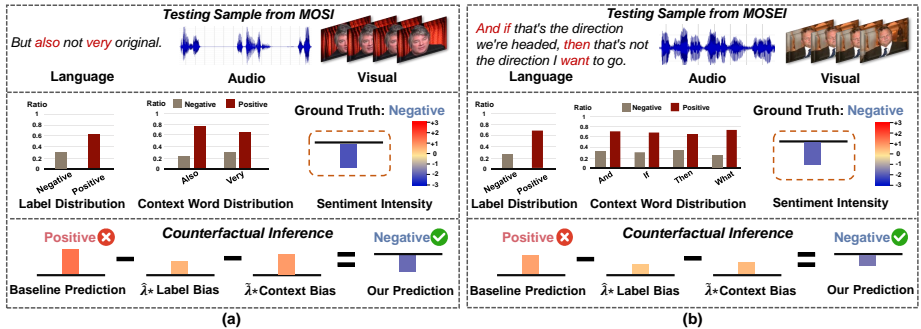 Testing Sample from MOSI
But also not very original.
Language Audio Visual
Ratio
1
0.8
0.6
0.4
0.2
0
Negative Positive
Label Distribution
Ratio
Negative Positive
1
0.8
0.6
0.4
0.2
0
Also Very
Context Word Distribution
Ground Truth: Negative
+3
+2
+1
0
-1
-2
-3
Sentiment Intensity
Counterfactual Inference
Positive Negative
Baseline Prediction
λ̂* Label Bias
λ̃*Context Bias
Our Prediction
(a)
Testing Sample from MOSEI
And if that's the direction
we're headed, then that's not
the direction I want to go.
Language Audio Visual
Ratio
1
0.8
0.6
0.4
0.2
0
Negative Positive
Label Distribution
Ratio
Negative Positive
1
0.8
0.6
0.4
0.2
0
And If Then What
Context Word Distribution
Ground Truth: Negative
+3
+2
+1
0
-1
-2
-3
Sentiment Intensity
Counterfactual Inference
Positive Negative
Baseline Prediction
λ̂* Label Bias
λ̃*Context Bias
Our Prediction
(b)